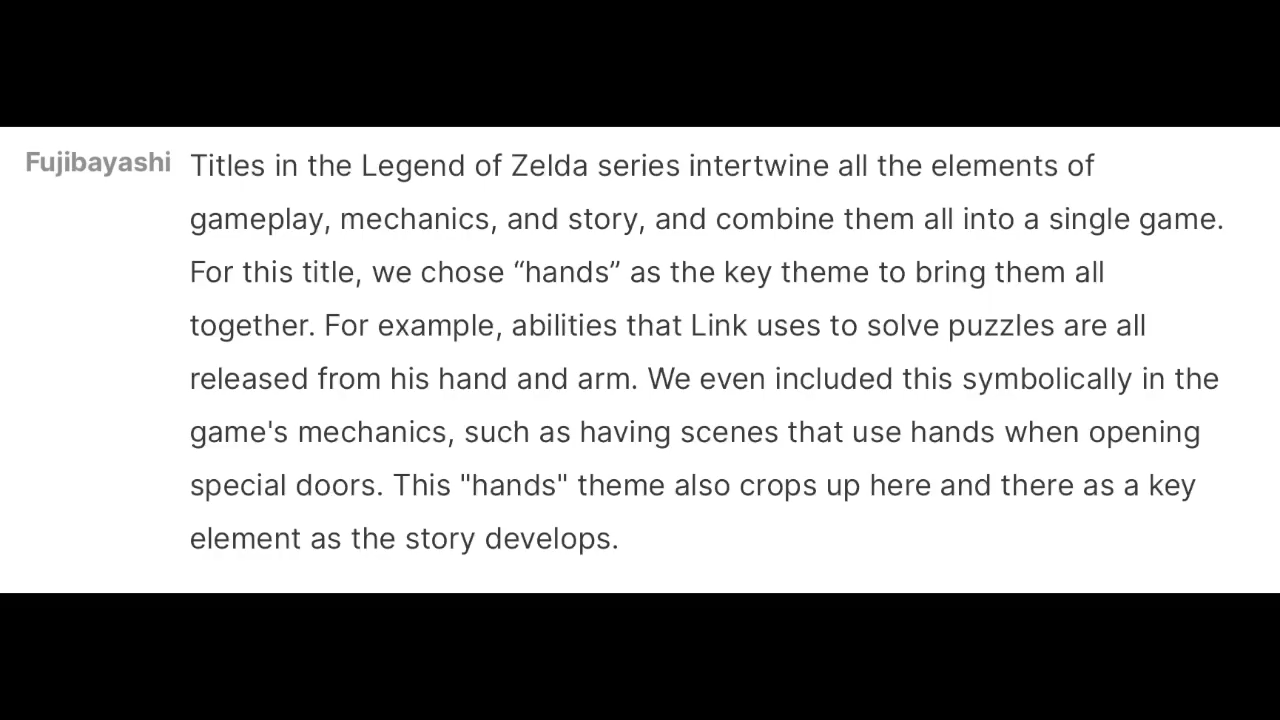 Fujibayashi Titles in the Legend of Zelda series intertwine all the elements of
gameplay, mechanics, and story, and combine them all into a single game.
For this title, we chose “hands” as the key theme to bring them all
together. For example, abilities that Link uses to solve puzzles are all
released from his hand and arm. We even included this symbolically in the
game's mechanics, such as having scenes that use hands when opening
special doors. This "hands" theme also crops up here and there as a key
element as the story develops.